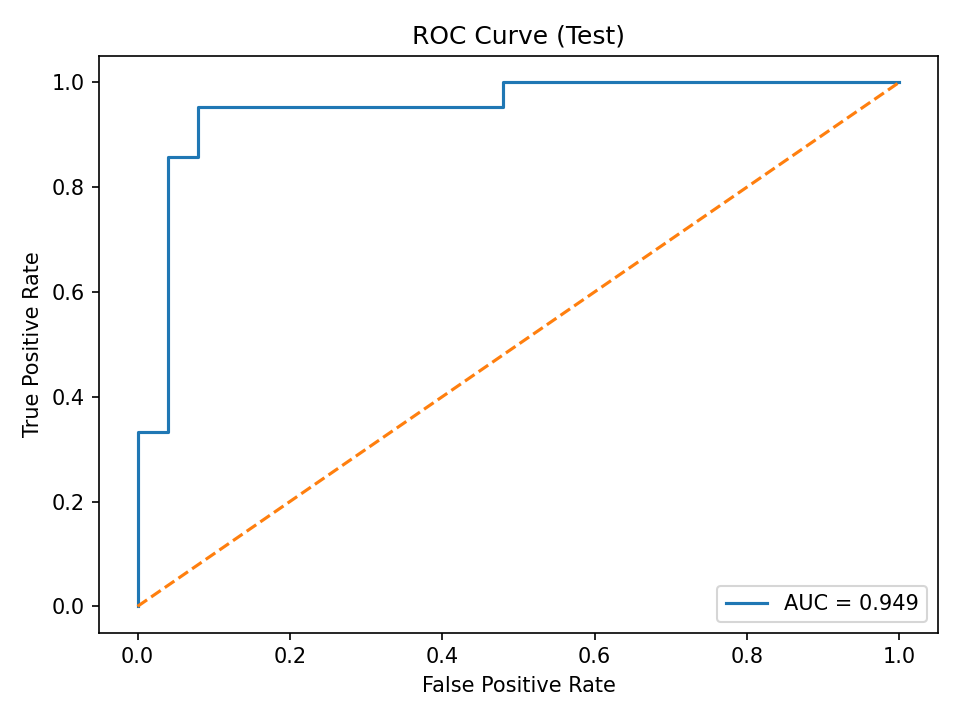 ROC Curve (Test)
True Positive Rate
1.0
0.8
0.6
0.4
0.2
0.0
AUC = 0.949
0.0 0.2 0.4 0.6 0.8 1.0
False Positive Rate